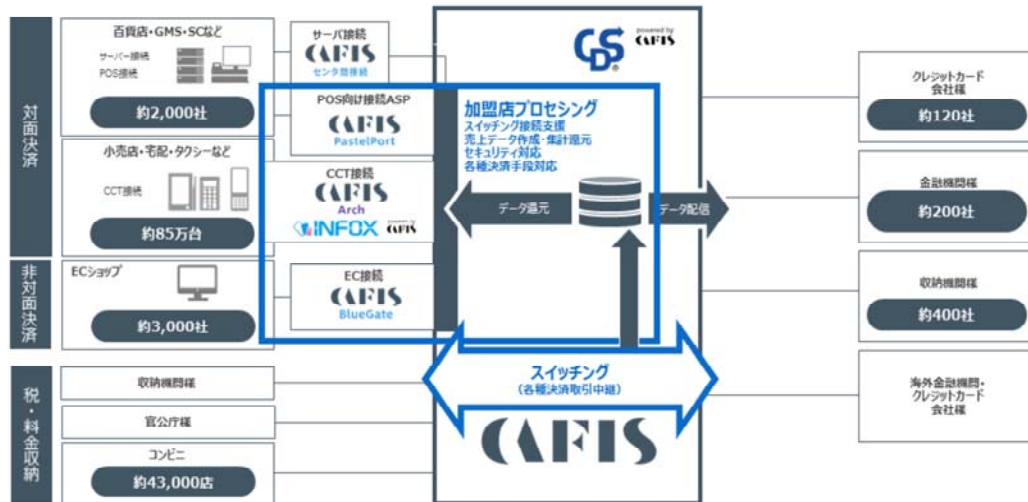 対面決済
百貨店・GMS・SCなど
サーバー接続
POS接続
約2,000社
小売店・宅配・タクシーなど
CCT接続
約85万台
非対面決済
ECショップ
約3,000社
税・料金収納
収納機関様
官公庁様
コンビニ
約43,000店
サーバ接続
CAFIS
センタ間接続
POS向け接続ASP
CAFIS
PastelPort
CCT接続
CAFIS
Arch
INFOX powered by CAFIS
EC接続
CAFIS
BlueGate
CDS® powered by CAFIS
加盟店プロセシング
スイッチング接続支援
売上データ作成・集計還元
セキュリティ対応
各種決済手段対応
データ還元
データ配信
スイッチング
(各種決済取引中継)
CAFIS
クレジットカード
会社様
約120社
金融機関様
約200社
収納機関様
約400社
海外金融機関・
クレジットカード
会社様